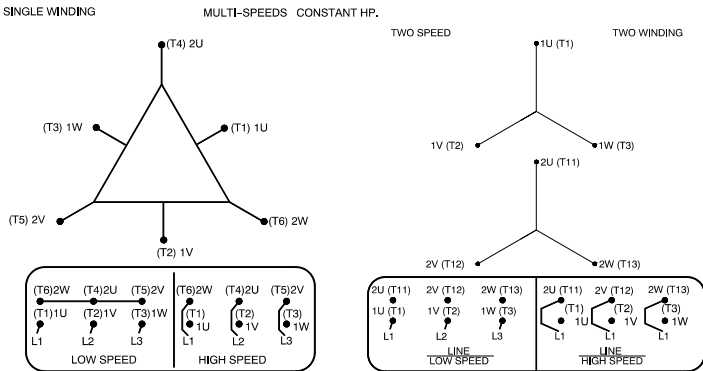 SINGLE WINDING
MULTI-SPEEDS CONSTANT HP.
(T4) 2U
(T3) 1W
(T1) 1U
(T5) 2V
(T6) 2W
(T2) 1V
(T6)2W (T4)2U (T5)2V
(T1)1U (T2)1V (T3)1W
L1 L2 L3
LOW SPEED
(T6)2W (T4)2U (T5)2V
(T1) (T2) (T3)
1U 1V 1W
L1 L2 L3
HIGH SPEED
TWO SPEED
TWO WINDING
1U (T1)
1V (T2)
1W (T3)
2U (T11)
2V (T12)
2W (T13)
2U (T11) 2V (T12) 2W (T13)
1U (T1) 1V (T2) 1W (T3)
L1 L2 L3
LINE
LOW SPEED
2U (T11) 2V (T12) 2W (T13)
(T1) (T2) (T3)
1U 1V 1W
L1 L1 L1
LINE
HIGH SPEED